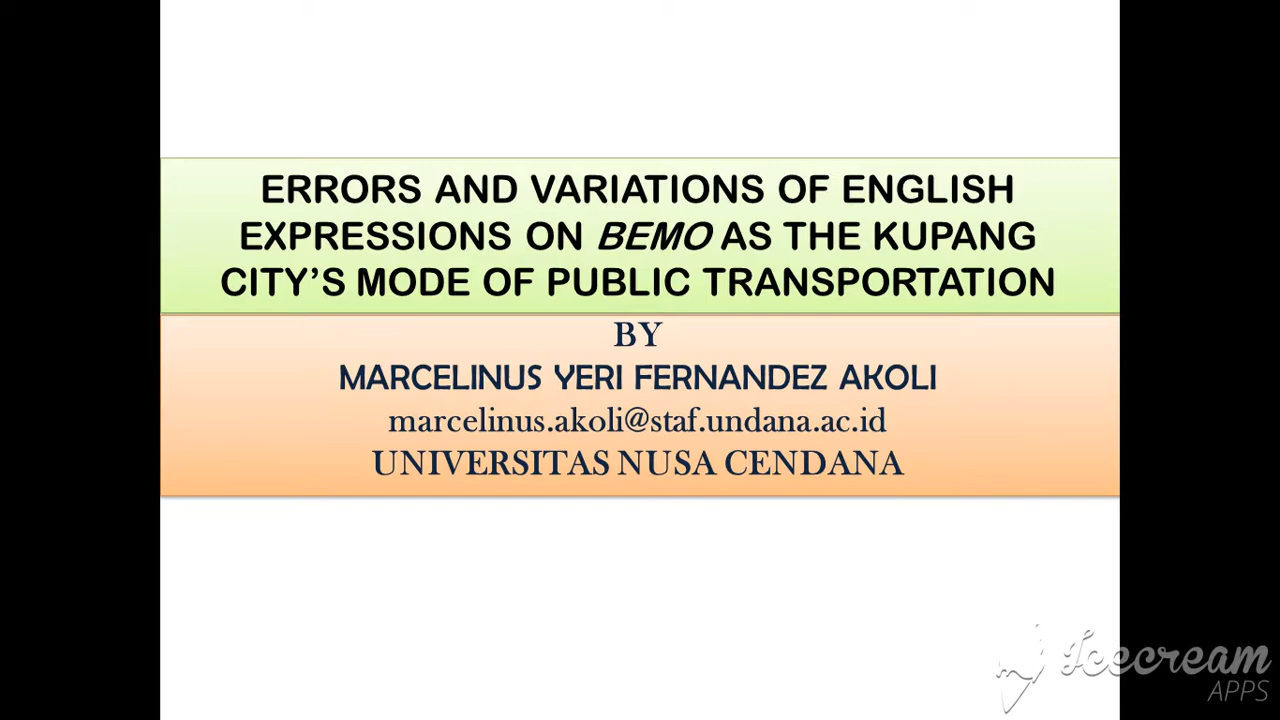 ERRORS AND VARIATIONS OF ENGLISH
EXPRESSIONS ON BEMO AS THE KUPANG
CITY’S MODE OF PUBLIC TRANSPORTATION
BY
MARCELINUS YERI FERNANDEZ AKOLI
marcelinus.akoli@staf.undana.ac.id
UNIVERSITAS NUSA CENDANA
Icecream
APPS